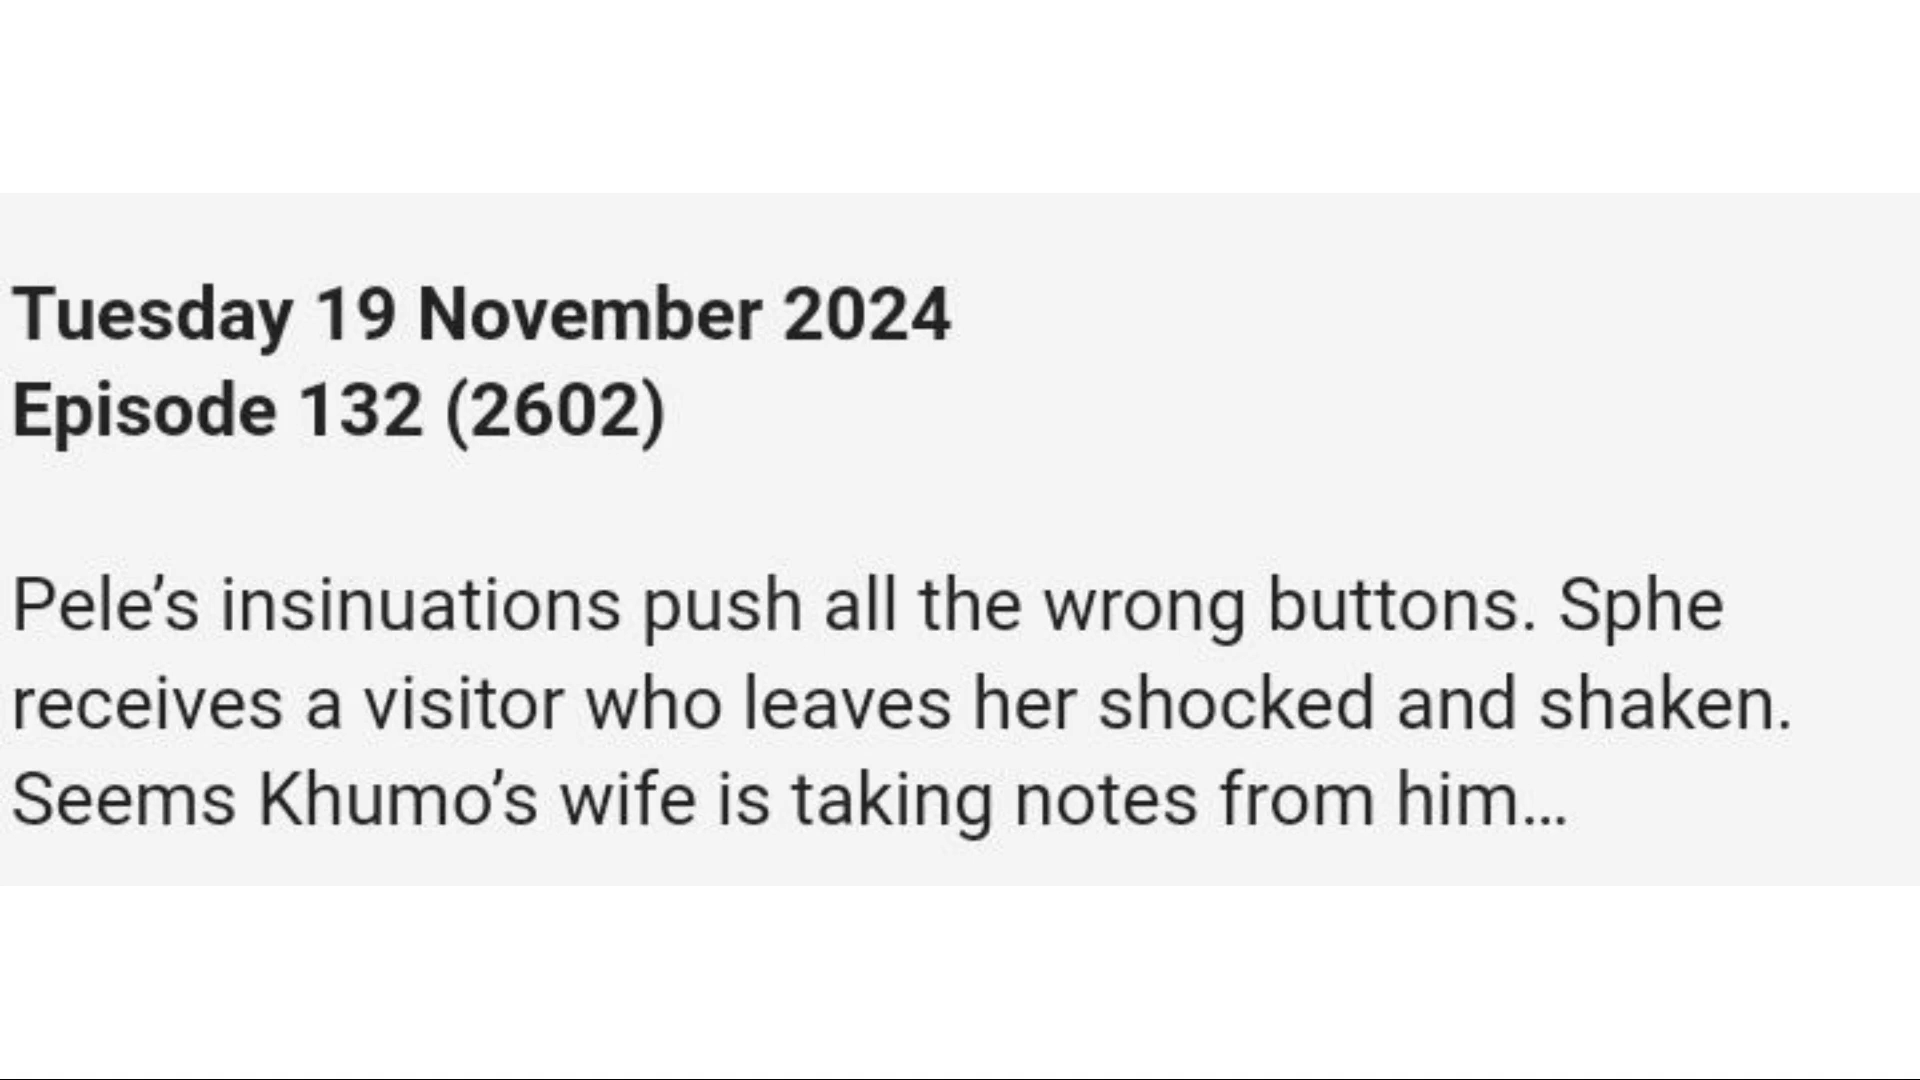 Tuesday 19 November 2024
Episode 132 (2602)
Pele’s insinuations push all the wrong buttons. Sphe
receives a visitor who leaves her shocked and shaken.
Seems Khumo’s wife is taking notes from him…